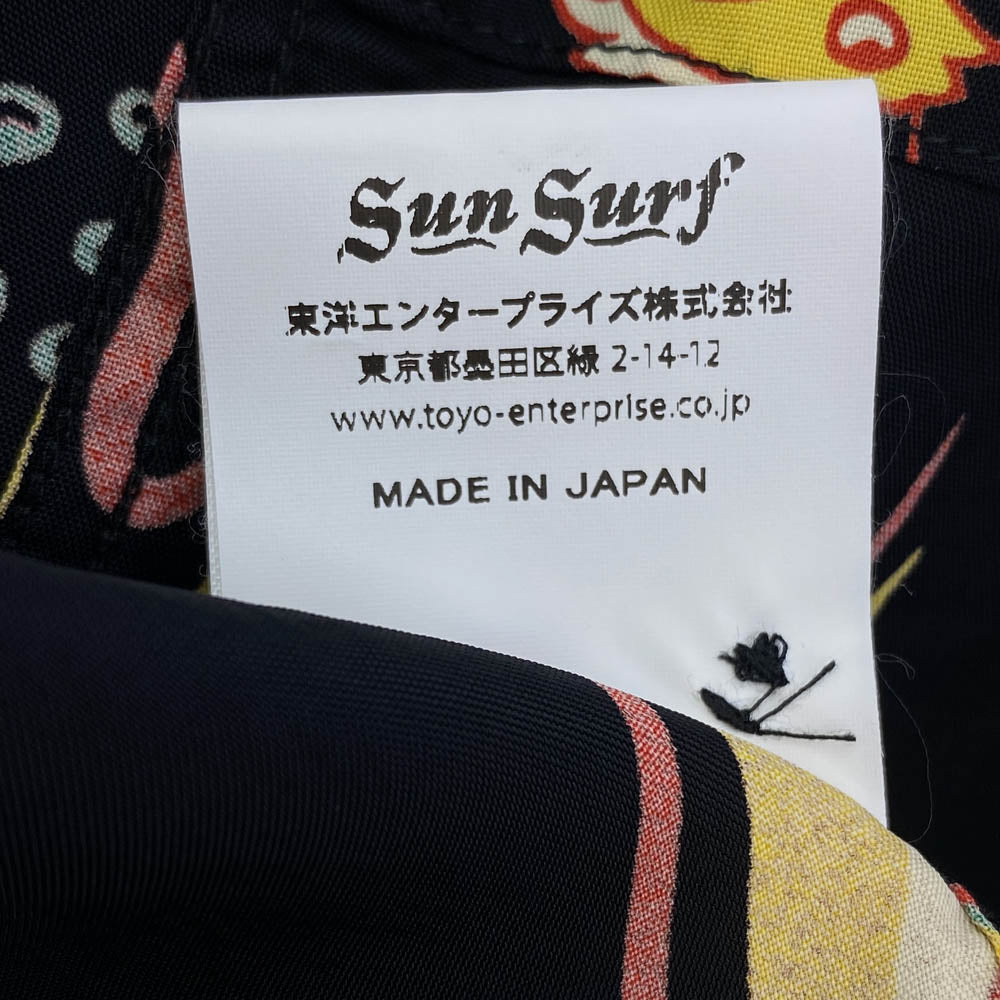 Sun Surf
東洋エンタープライズ株式会社
東京都墨田区緑 2-14-12
www.toyo-enterprise.co.jp
MADE IN JAPAN